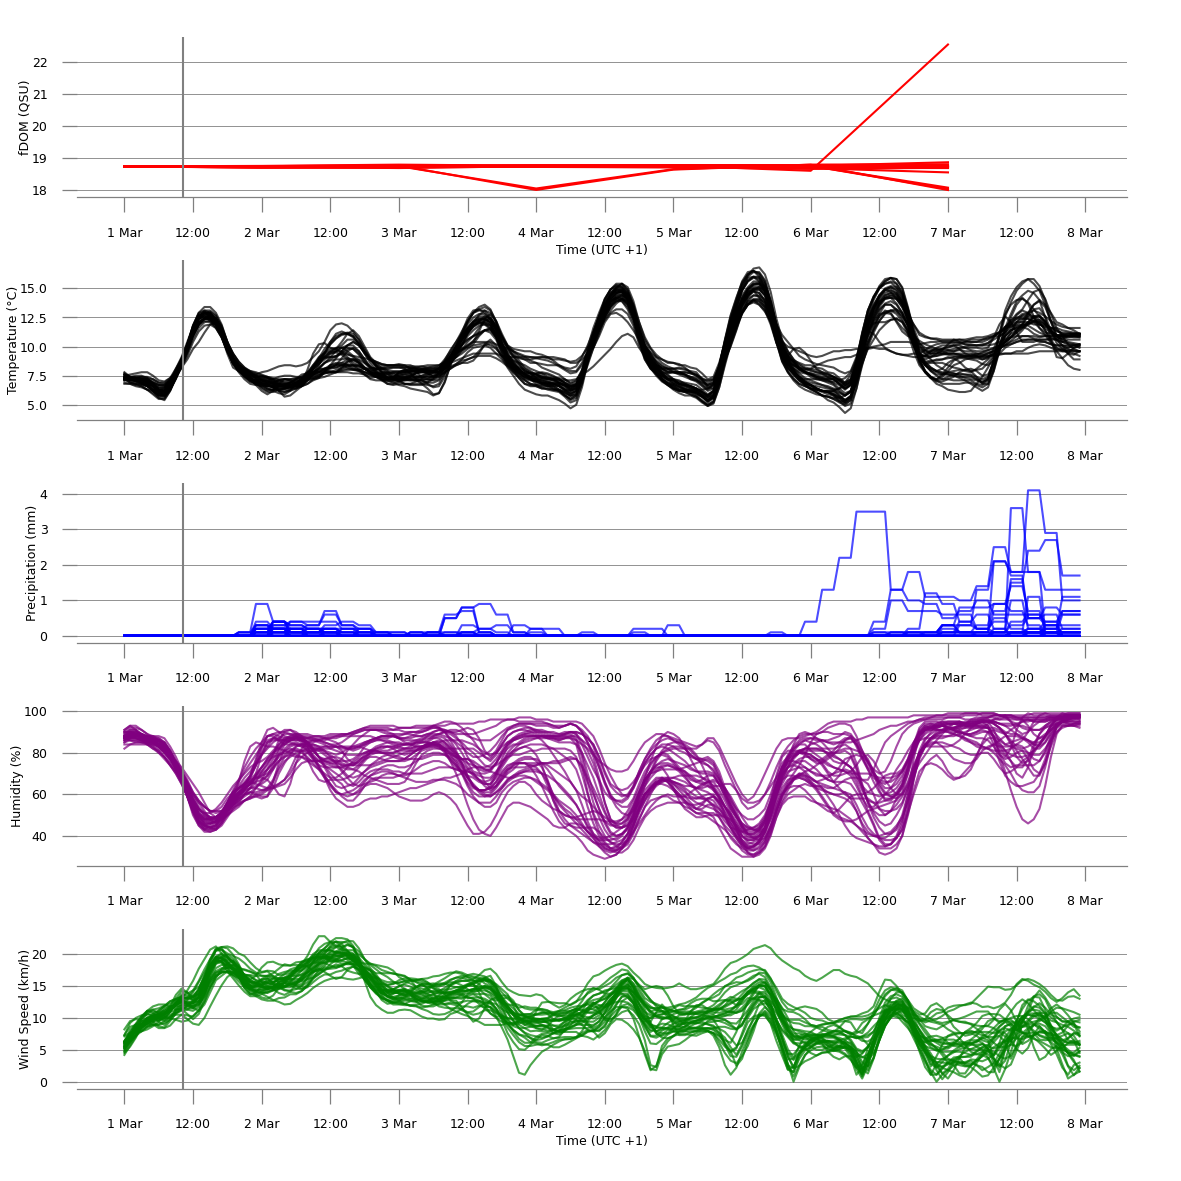 fDOM (QSU)
22
21
20
19
18
1 Mar 12:00 2 Mar 12:00 3 Mar 12:00 4 Mar 12:00 5 Mar 12:00 6 Mar 12:00 7 Mar 12:00 8 Mar
Time (UTC +1)
Temperature (°C)
15.0
12.5
10.0
7.5
5.0
1 Mar 12:00 2 Mar 12:00 3 Mar 12:00 4 Mar 12:00 5 Mar 12:00 6 Mar 12:00 7 Mar 12:00 8 Mar
Precipitation (mm)
4
3
2
1
0
1 Mar 12:00 2 Mar 12:00 3 Mar 12:00 4 Mar 12:00 5 Mar 12:00 6 Mar 12:00 7 Mar 12:00 8 Mar
Humidity (%)
100
80
60
40
1 Mar 12:00 2 Mar 12:00 3 Mar 12:00 4 Mar 12:00 5 Mar 12:00 6 Mar 12:00 7 Mar 12:00 8 Mar
Wind Speed (km/h)
20
15
10
5
0
1 Mar 12:00 2 Mar 12:00 3 Mar 12:00 4 Mar 12:00 5 Mar 12:00 6 Mar 12:00 7 Mar 12:00 8 Mar
Time (UTC +1)